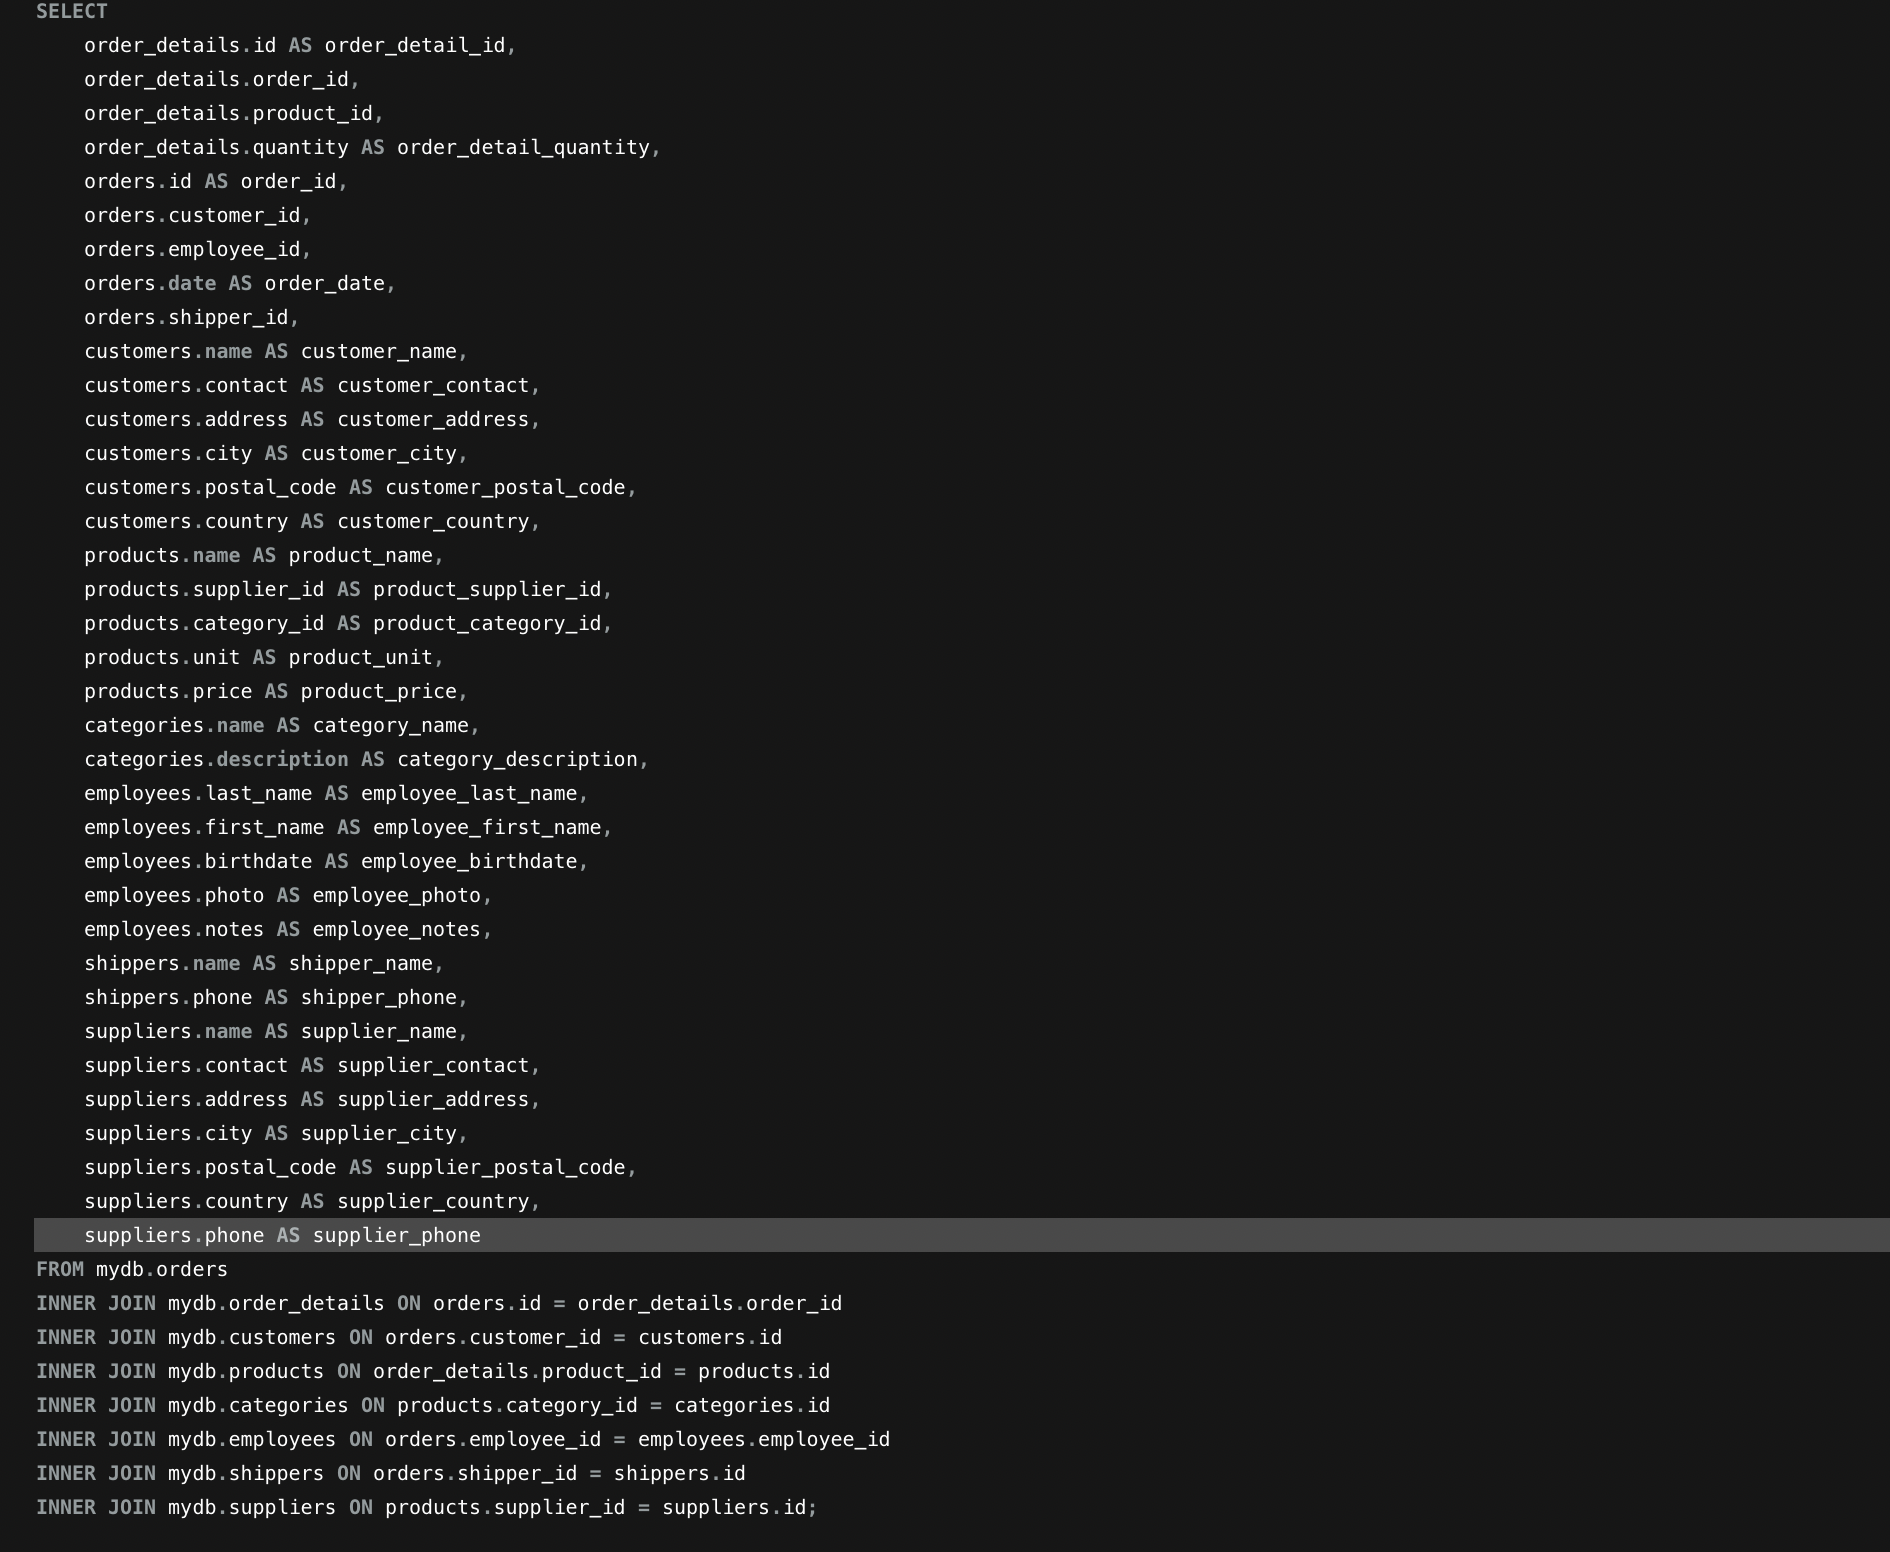 SELECT
order_details.id AS order_detail_id,
order_details.order_id,
order_details.product_id,
order_details.quantity AS order_detail_quantity,
orders.id AS order_id,
orders.customer_id,
orders.employee_id,
orders.date AS order_date,
orders.shipper_id,
customers.name AS customer_name,
customers.contact AS customer_contact,
customers.address AS customer_address,
customers.city AS customer_city,
customers.postal_code AS customer_postal_code,
customers.country AS customer_country,
products.name AS product_name,
products.supplier_id AS product_supplier_id,
products.category_id AS product_category_id,
products.unit AS product_unit,
products.price AS product_price,
categories.name AS category_name,
categories.description AS category_description,
employees.last_name AS employee_last_name,
employees.first_name AS employee_first_name,
employees.birthdate AS employee_birthdate,
employees.photo AS employee_photo,
employees.notes AS employee_notes,
shippers.name AS shipper_name,
shippers.phone AS shipper_phone,
suppliers.name AS supplier_name,
suppliers.contact AS supplier_contact,
suppliers.address AS supplier_address,
suppliers.city AS supplier_city,
suppliers.postal_code AS supplier_postal_code,
suppliers.country AS supplier_country,
suppliers.phone AS supplier_phone
FROM mydb.orders
INNER JOIN mydb.order_details ON orders.id = order_details.order_id
INNER JOIN mydb.customers ON orders.customer_id = customers.id
INNER JOIN mydb.products ON order_details.product_id = products.id
INNER JOIN mydb.categories ON products.category_id = categories.id
INNER JOIN mydb.employees ON orders.employee_id = employees.employee_id
INNER JOIN mydb.shippers ON orders.shipper_id = shippers.id
INNER JOIN mydb.suppliers ON products.supplier_id = suppliers.id;